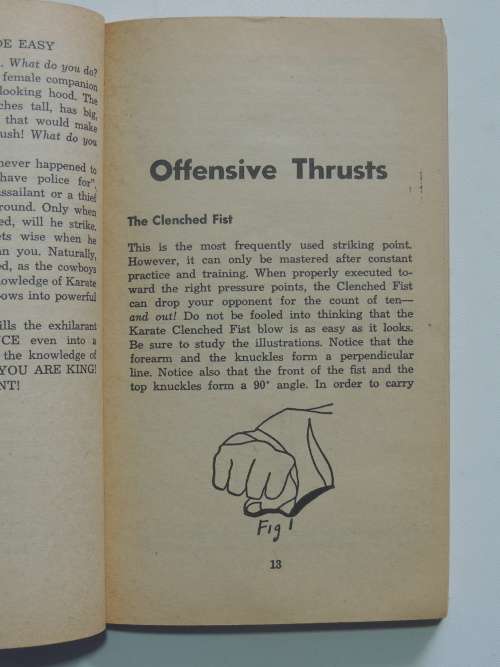 DE EASY
. What do you do?
female companion
looking hood. The
ches tall, has big,
that would make
ush! What do you
never happened to
have police for",
ssailant or a thief
round. Only when
ed, will he strike.
ets wise when he
an you. Naturally,
ed, as the cowboys
nowledge of Karate
ows into powerful
ills the exhilarant
NCE even into a
the knowledge of
YOU ARE KING!
NT!
Offensive Thrusts
The Clenched Fist
This is the most frequently used striking point.
However, it can only be mastered after constant
practice and training. When properly executed to-
ward the right pressure points, the Clenched Fist
can drop your opponent for the count of ten—
and out! Do not be fooled into thinking that the
Karate Clenched Fist blow is as easy as it looks.
Be sure to study the illustrations. Notice that the
forearm and the knuckles form a perpendicular
line. Notice also that the front of the fist and the
top knuckles form a 90° angle. In order to carry
Fig 1
13